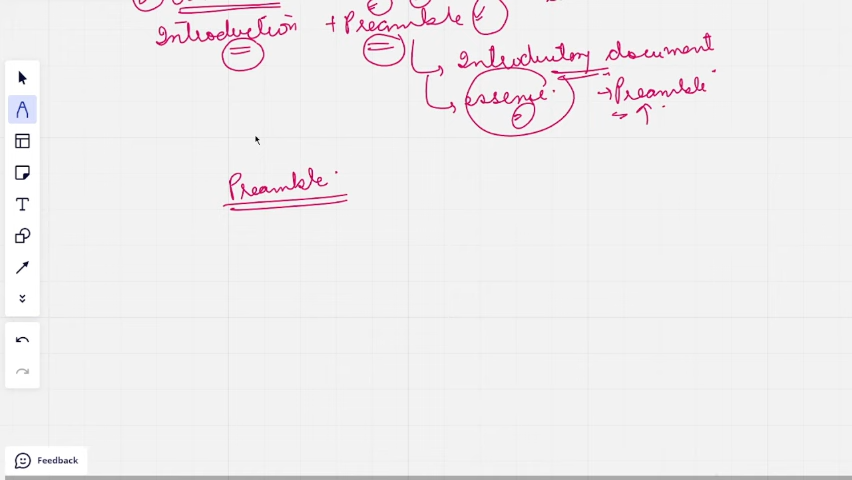 Introduction + Preamble
Introductory document
essence. → Preamble
Preamble.
Feedback